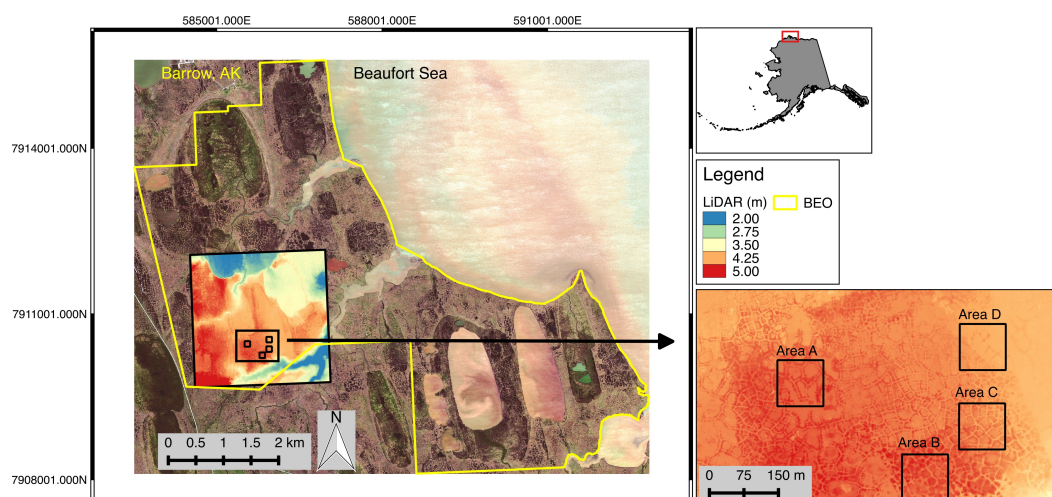 585001.000E 588001.000E 591001.000E
Barrow, AK
Beaufort Sea
7914001.000N
7911001.000N
7908001.000N
N
0 0.5 1 1.5 2 km
Legend
LiDAR (m)
BEO
2.00
2.75
3.50
4.25
5.00
Area D
Area A
Area C
Area B
0 75 150 m